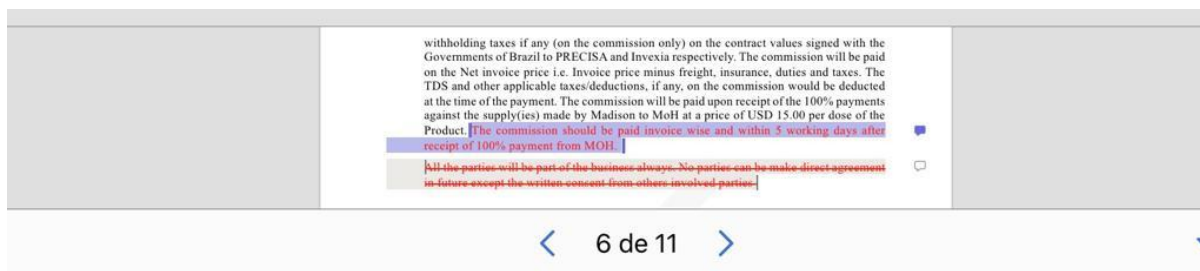 withholding taxes if any (on the commission only) on the contract values signed with the
Governments of Brazil to PRECISA and Invexia respectively. The commission will be paid
on the Net invoice price i.e. Invoice price minus freight, insurance, duties and taxes. The
TDS and other applicable taxes/deductions, if any, on the commission would be deducted
at the time of the payment. The commission will be paid upon receipt of the 100% payments
against the supply(ies) made by Madison to MoH at a price of USD 15.00 per dose of the
Product. The commission should be paid invoice wise and within 5 working days after
receipt of 100% payment from MOH.
All the parties will be part of the business always. No parties can be make direct agreement
in future except the written consent from others involved parties.
6 de 11